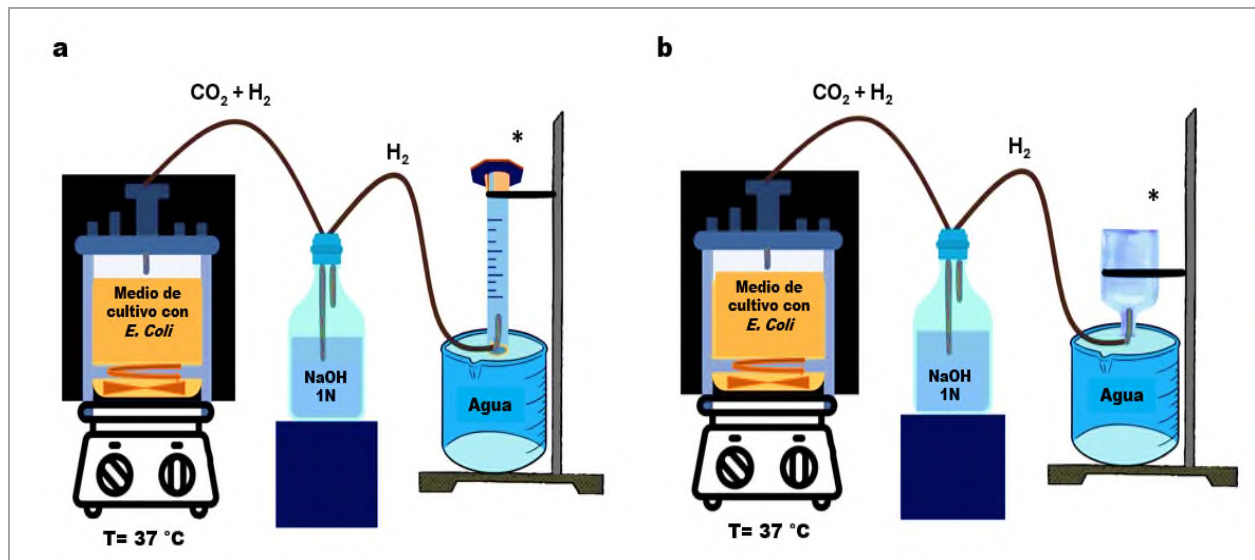 a
CO₂ + H₂
H₂
*
Medio de
cultivo con
E. Coli
NaOH
1N
Agua
T= 37 °C
b
CO₂ + H₂
H₂
*
Medio de
cultivo con
E. Coli
NaOH
1N
Agua
T= 37 °C